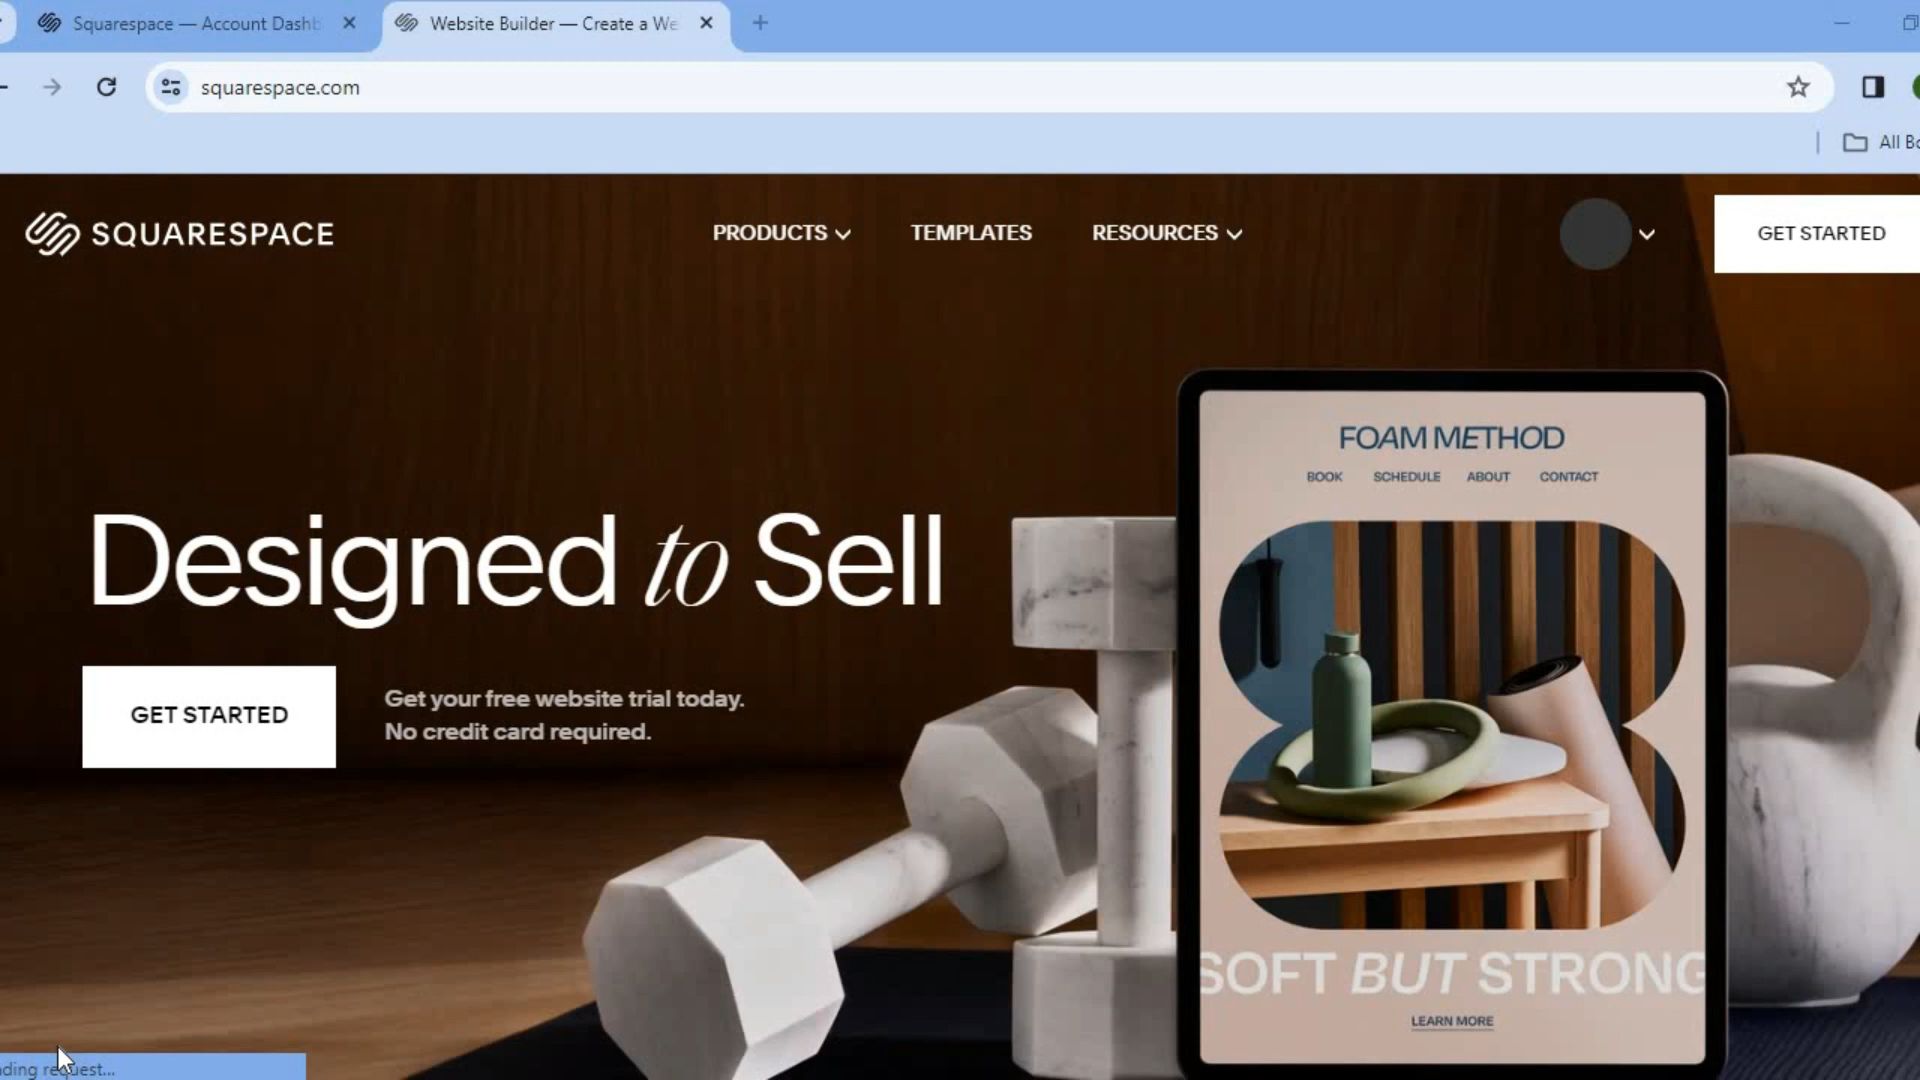 Squarespace — Account Dashb
Website Builder — Create a We
squarespace.com
All Bo
SQUARESPACE
PRODUCTS
TEMPLATES
RESOURCES
GET STARTED
FOAM METHOD
BOOK SCHEDULE ABOUT CONTACT
Designed to Sell
GET STARTED
Get your free website trial today.
No credit card required.
SOFT BUT STRONG
LEARN MORE
ding request...